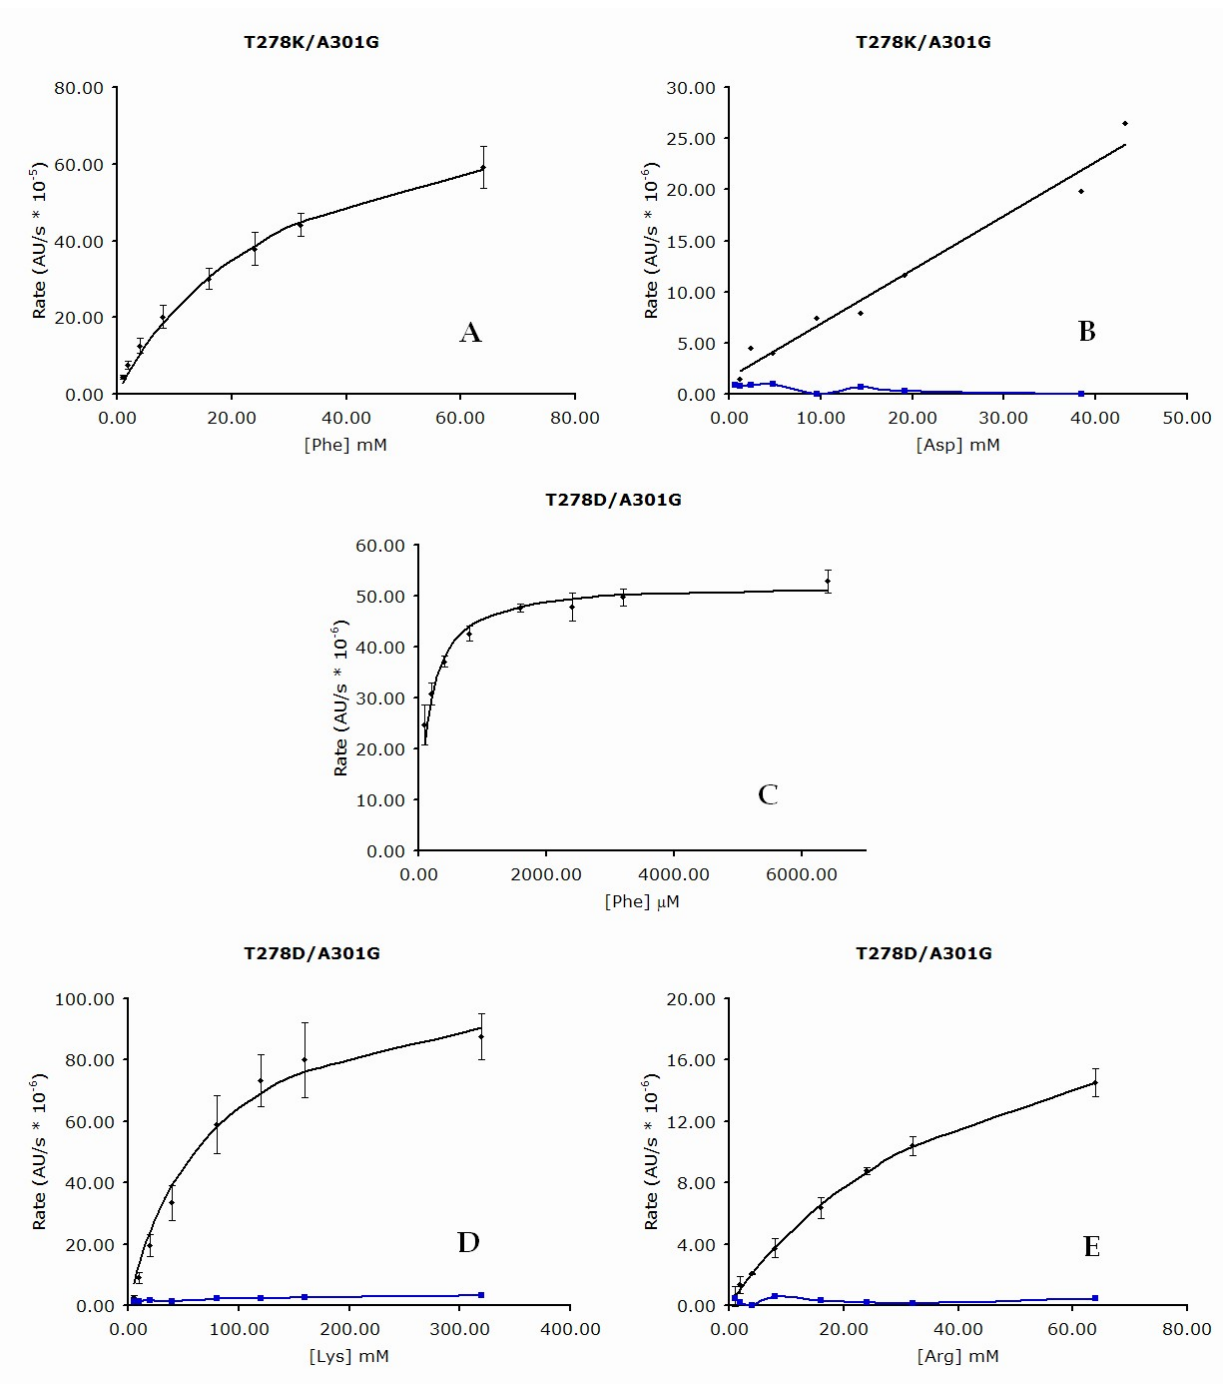 T278K/A301G
80.00
60.00
40.00
20.00
0.00
Rate (AU/s * 10-5)
0.00 20.00 40.00 60.00 80.00
[Phe] mM
A
T278K/A301G
30.00
25.00
20.00
15.00
10.00
5.00
0.00
Rate (AU/s * 10-6)
0.00 10.00 20.00 30.00 40.00 50.00
[Asp] mM
B
T278D/A301G
60.00
50.00
40.00
30.00
20.00
10.00
0.00
Rate (AU/s * 10-6)
0.00 2000.00 4000.00 6000.00
[Phe] μM
C
T278D/A301G
100.00
80.00
60.00
40.00
20.00
0.00
Rate (AU/s * 10-6)
0.00 100.00 200.00 300.00 400.00
[Lys] mM
D
T278D/A301G
20.00
16.00
12.00
8.00
4.00
0.00
Rate (AU/s * 10-6)
0.00 20.00 40.00 60.00 80.00
[Arg] mM
E